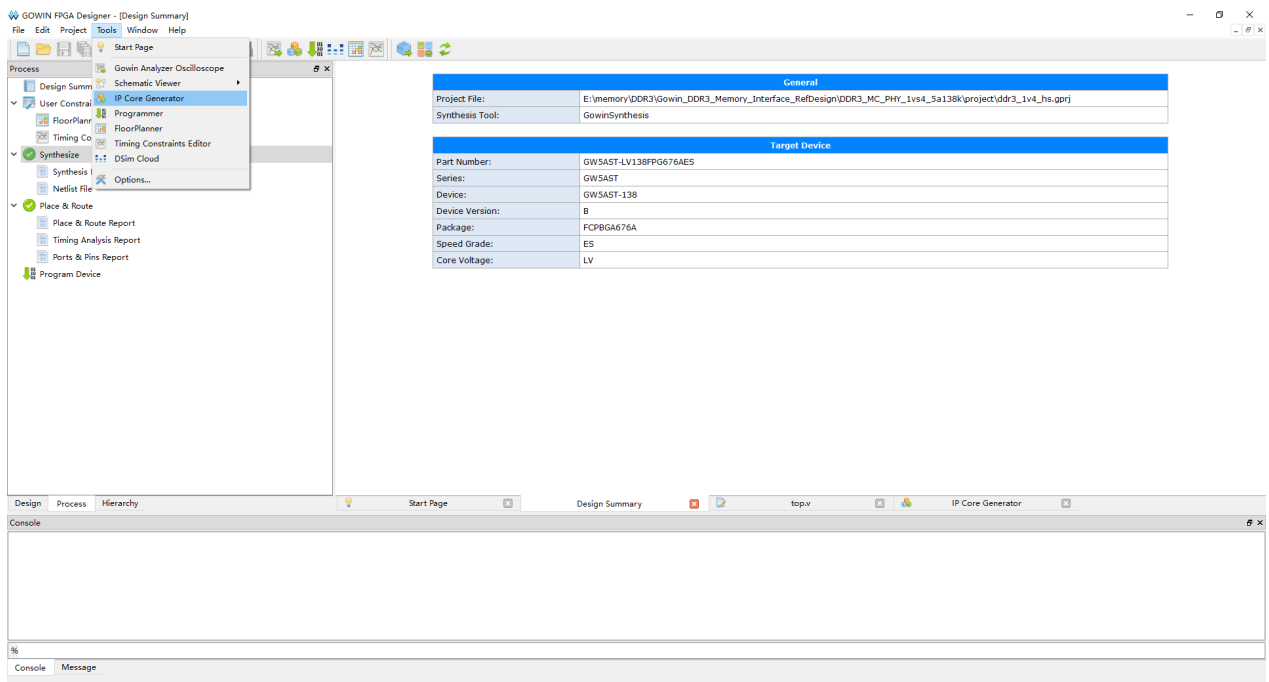 GOWIN FPGA Designer - [Design Summary]
File Edit Project Tools Window Help
Start Page
Gowin Analyzer Oscilloscope
Schematic Viewer
IP Core Generator
Programmer
FloorPlanner
Timing Constraints Editor
DSim Cloud
Options...
Process
Design Summ
User Constrai
FloorPlann
Timing Co
Synthesize
Synthesis
Netlist File
Place & Route
Place & Route Report
Timing Analysis Report
Ports & Pins Report
Program Device
General
Project File: E:\memory\DDR3\Gowin_DDR3_Memory_Interface_RefDesign\DDR3_MC_PHY_1vs4_5a138k\project\ddr3_1v4_hs.gprj
Synthesis Tool: GowinSynthesis
Target Device
Part Number: GW5AST-LV138FPG676AES
Series: GW5AST
Device: GW5AST-138
Device Version: B
Package: FCPBGA676A
Speed Grade: ES
Core Voltage: LV
Design Process Hierarchy
Start Page Design Summary top.v IP Core Generator
Console
%
Console Message